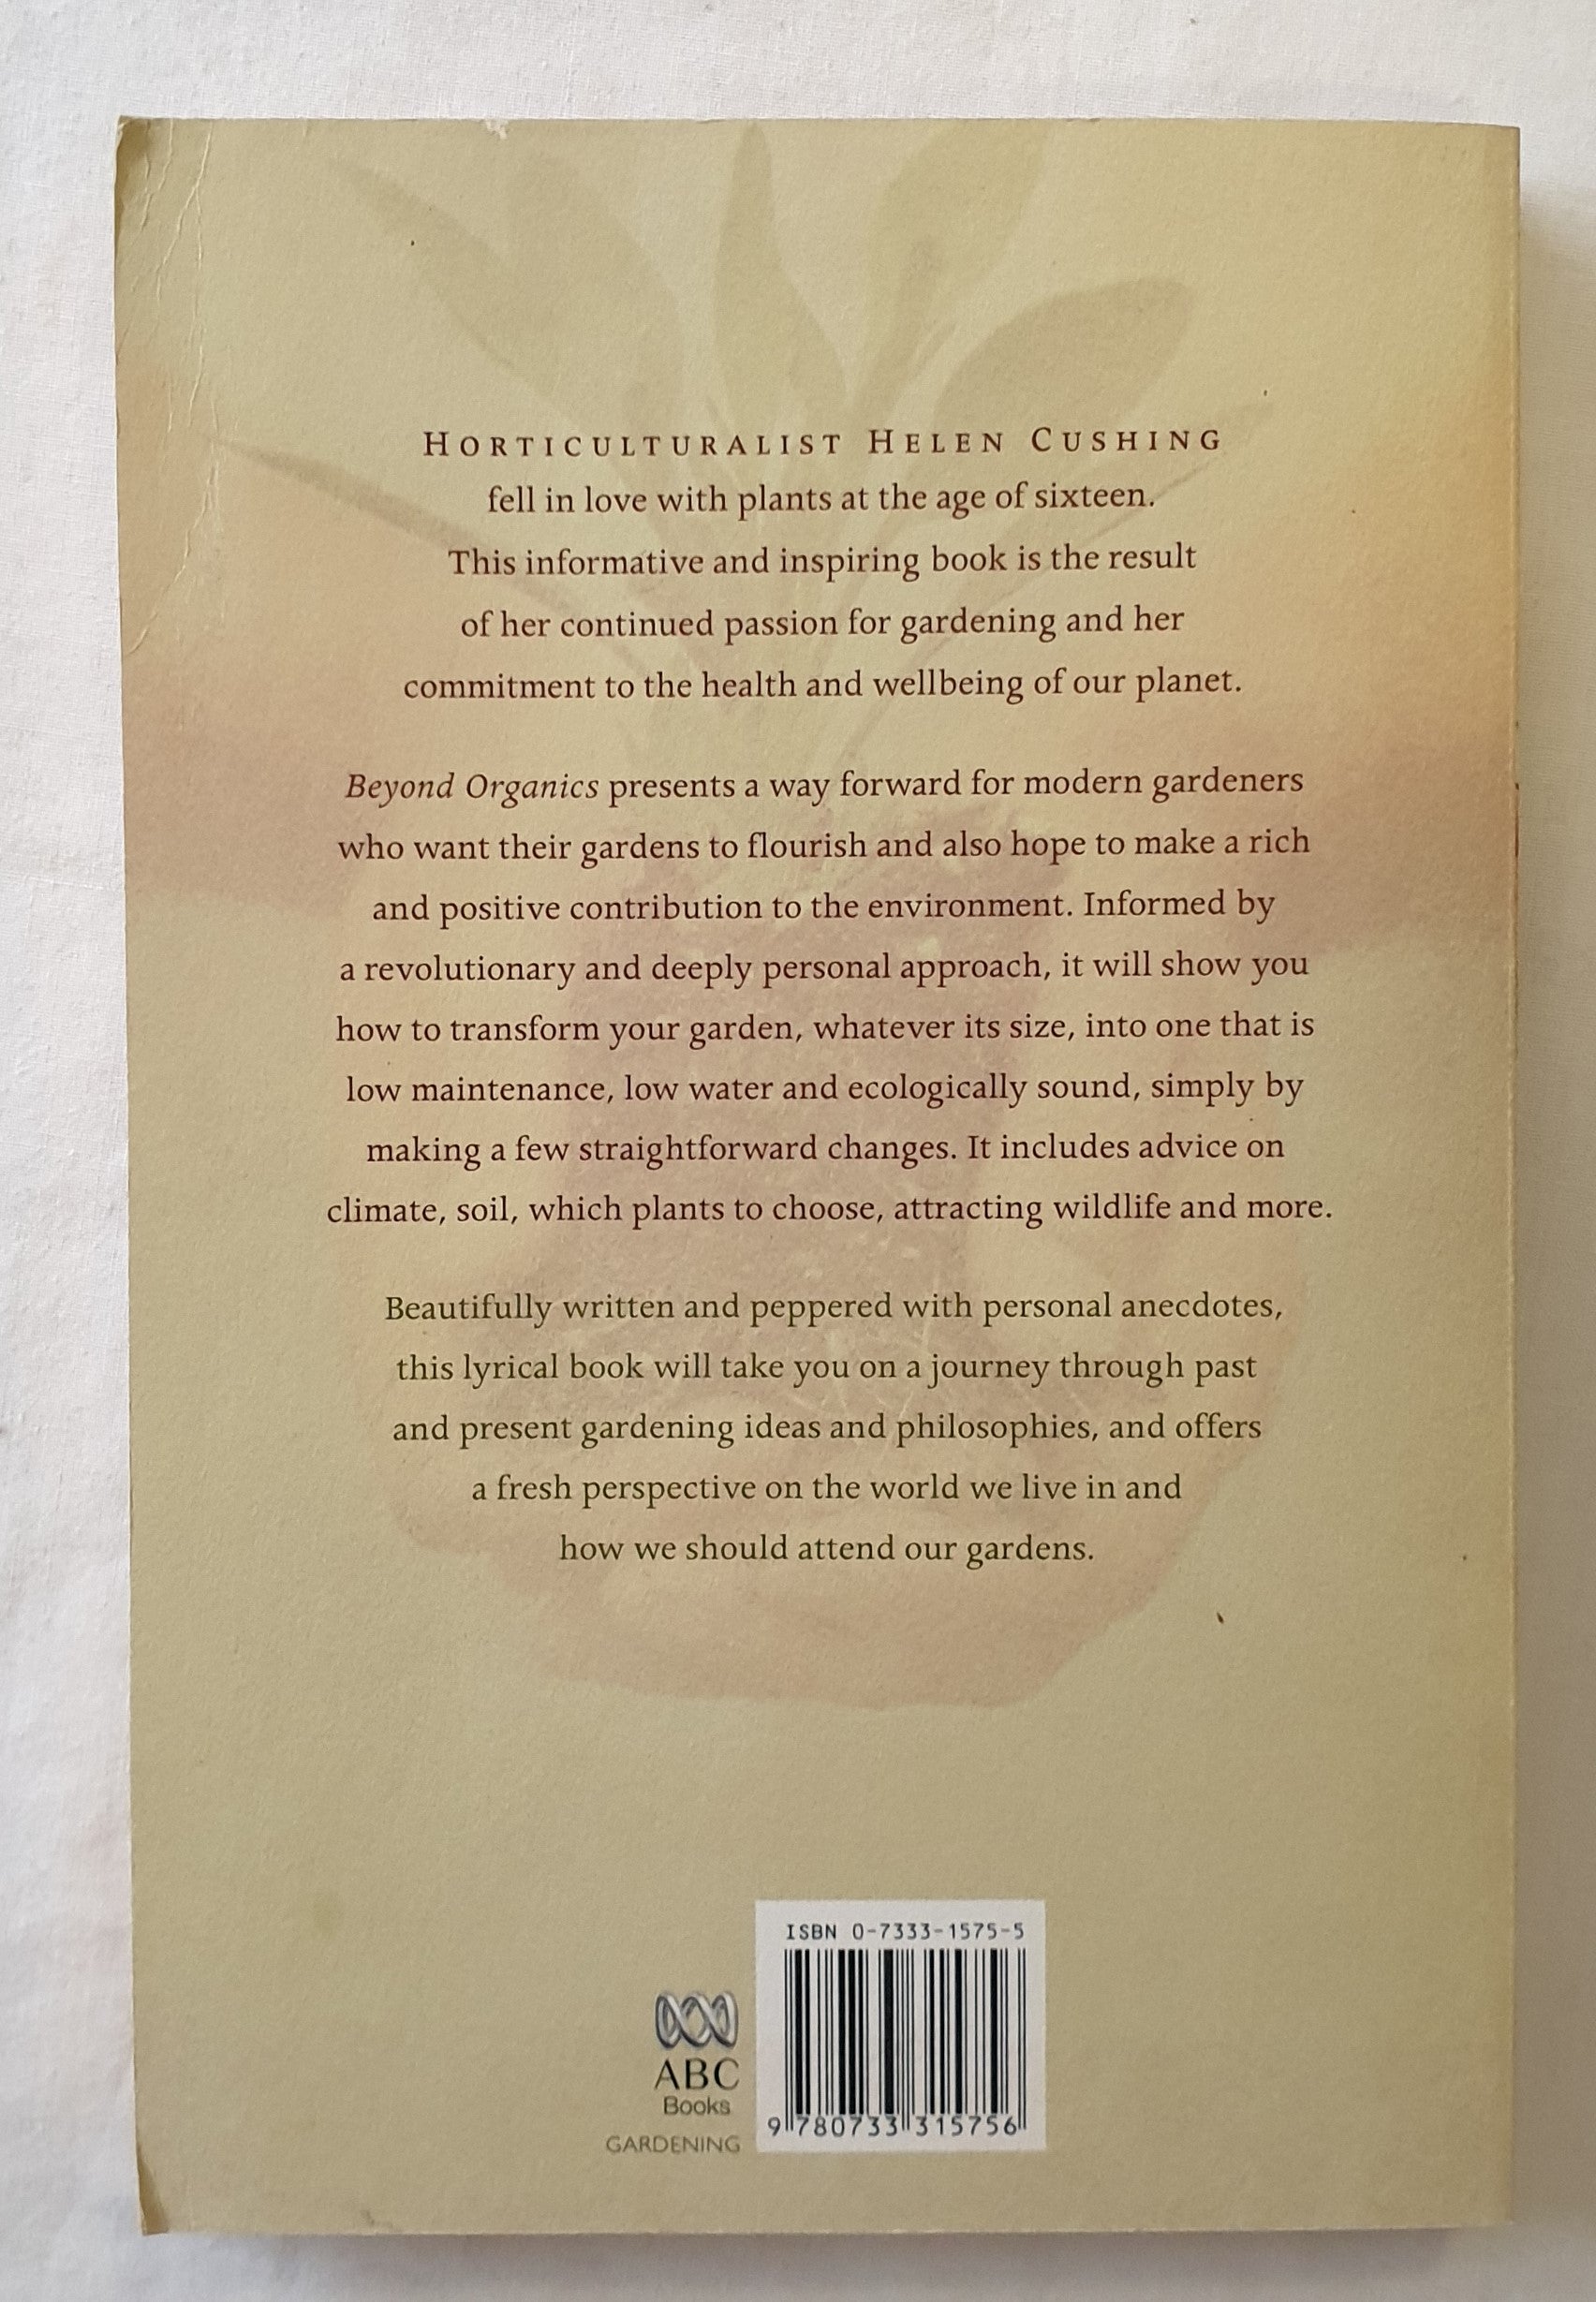 HORTICULTURALIST HELEN CUSHING
fell in love with plants at the age of sixteen.
This informative and inspiring book is the result
of her continued passion for gardening and her
commitment to the health and wellbeing of our planet.
Beyond Organics presents a way forward for modern gardeners
who want their gardens to flourish and also hope to make a rich
and positive contribution to the environment. Informed by
a revolutionary and deeply personal approach, it will show you
how to transform your garden, whatever its size, into one that is
low maintenance, low water and ecologically sound, simply by
making a few straightforward changes. It includes advice on
climate, soil, which plants to choose, attracting wildlife and more.
Beautifully written and peppered with personal anecdotes,
this lyrical book will take you on a journey through past
and present gardening ideas and philosophies, and offers
a fresh perspective on the world we live in and
how we should attend our gardens.
ABC
Books
GARDENING
ISBN 0-7333-1575-5
9 780733 315756